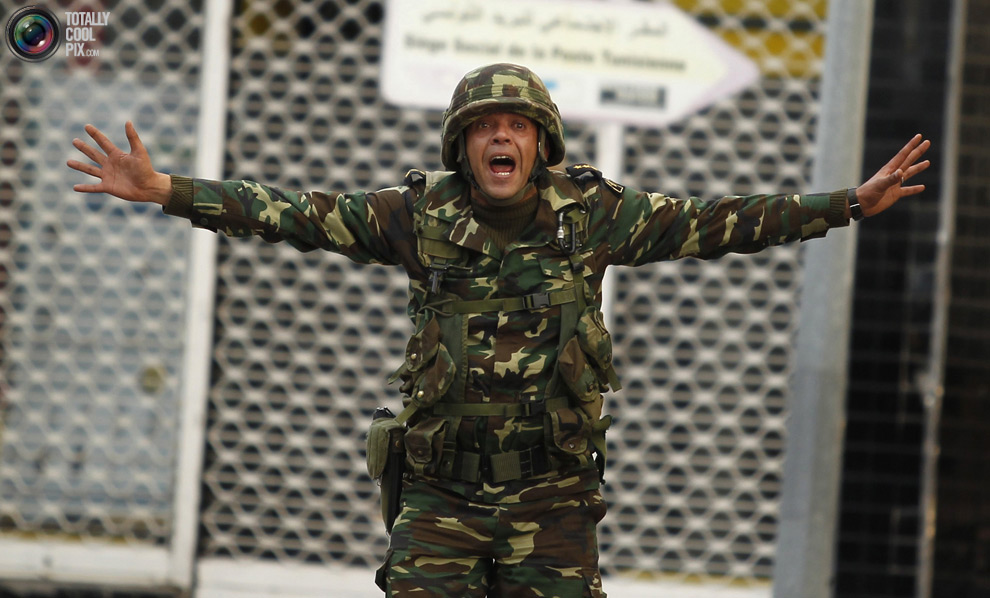 TOTALLY
COOL
PIX.COM
المقر الإجتماعي للبريد التونسي
Siège Social de la Poste Tunisienne